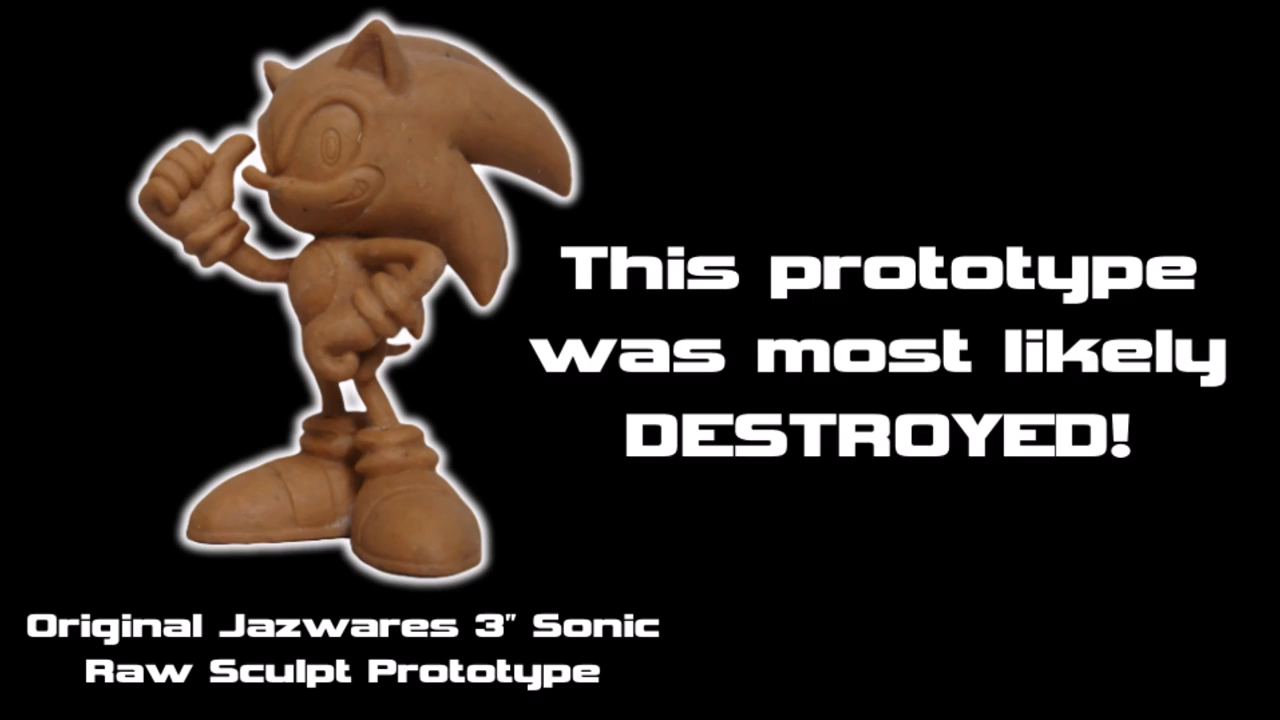 This prototype
was most likely
DESTROYED!
Original Jazwares 3" Sonic
Raw Sculpt Prototype